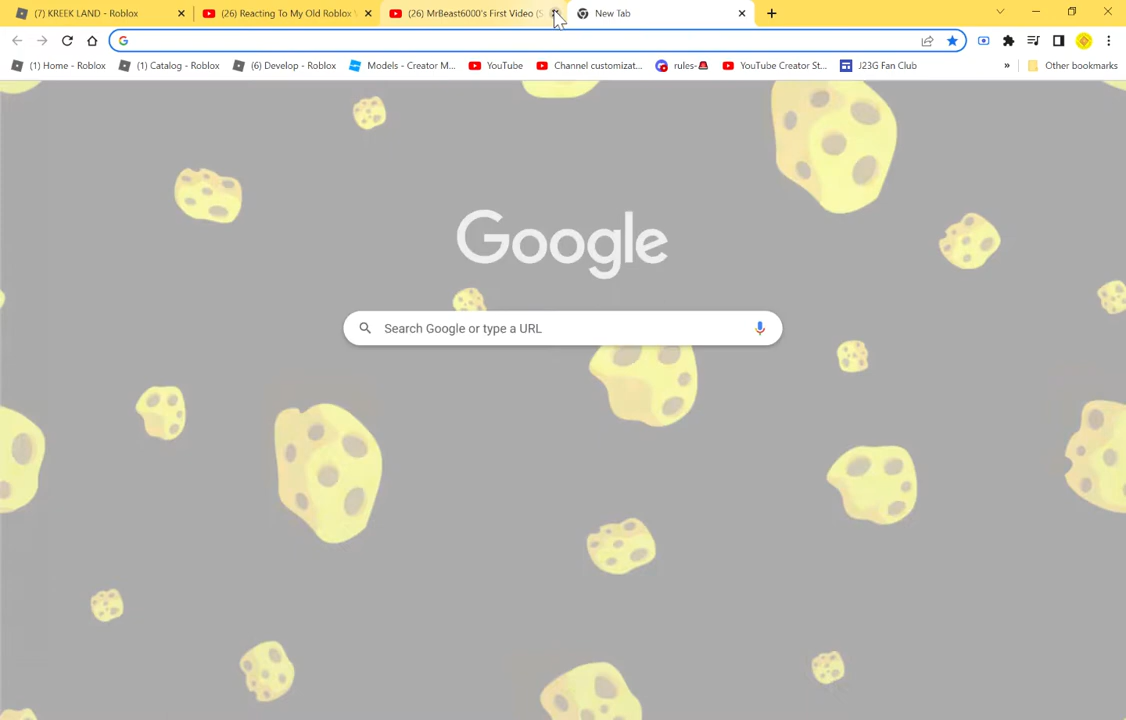 (7) KREEK LAND - Roblox (26) Reacting To My Old Roblox (26) MrBeast6000's First Video New Tab
(1) Home - Roblox (1) Catalog - Roblox (6) Develop - Roblox Models - Creator M... YouTube Channel customizat... rules- YouTube Creator St... J23G Fan Club » Other bookmarks
Google
Search Google or type a URL